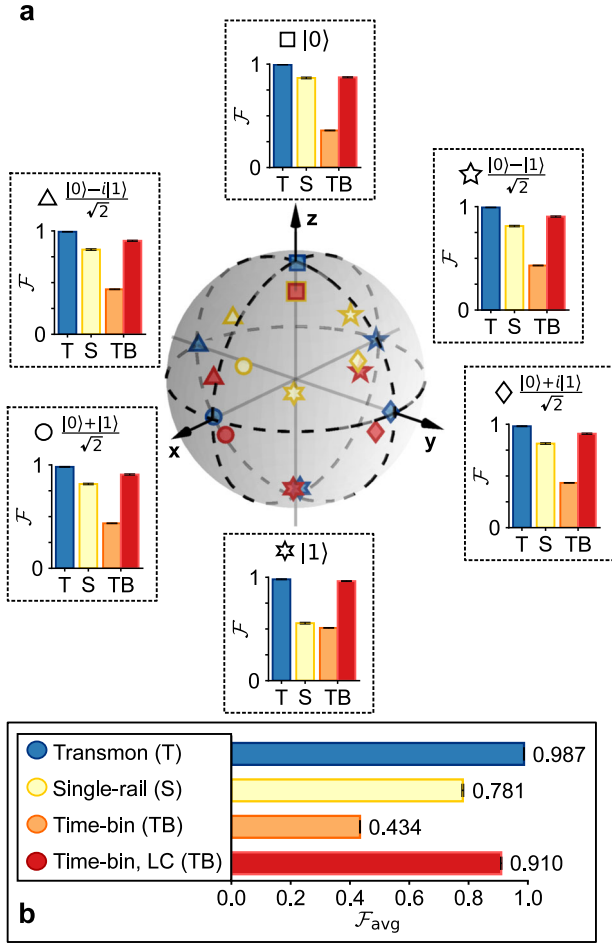 a
□ |0⟩
ℱ
1
0
T S TB
△ |0⟩−i|1⟩ / √2
ℱ
1
0
T S TB
☆ |0⟩−|1⟩ / √2
ℱ
1
0
T S TB
z
x
y
○ |0⟩+|1⟩ / √2
ℱ
1
0
T S TB
◇ |0⟩+i|1⟩ / √2
ℱ
1
0
T S TB
✡ |1⟩
ℱ
1
0
T S TB
Transmon (T)
0.987
Single-rail (S)
0.781
Time-bin (TB)
0.434
Time-bin, LC (TB)
0.910
0.0 0.2 0.4 0.6 0.8 1.0
ℱavg
b